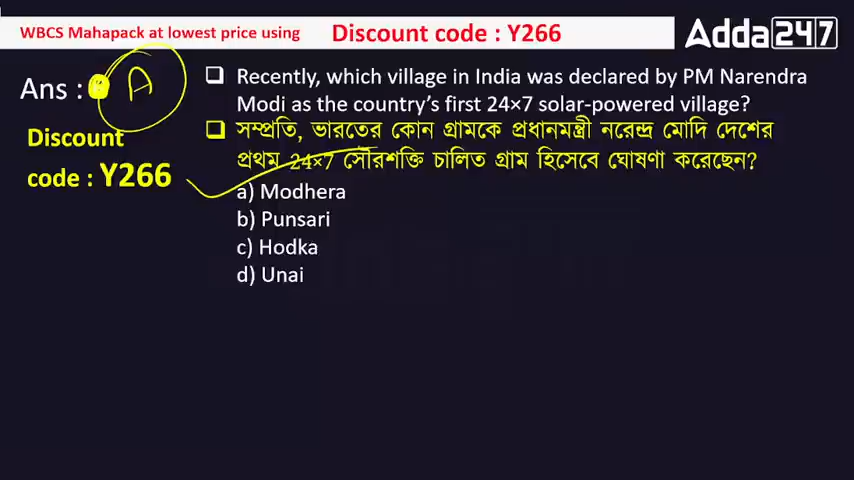 WBCS Mahapack at lowest price using Discount code : Y266
Adda247
Ans : A
Discount
code : Y266
Recently, which village in India was declared by PM Narendra
Modi as the country's first 24×7 solar-powered village?
সম্প্রতি, ভারতের কোন গ্রামকে প্রধানমন্ত্রী নরেন্দ্র মোদি দেশের
প্রথম 24×7 সৌরশক্তি চালিত গ্রাম হিসেবে ঘোষণা করেছেন?
a) Modhera
b) Punsari
c) Hodka
d) Unai